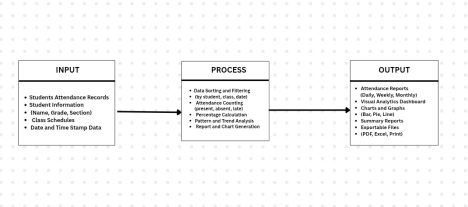 INPUT
Students Attendance Records
Student Information
(Name, Grade, Section)
Class Schedules
Date and Time Stamp Data
PROCESS
Data Sorting and Filtering
(by student, class, date)
Attendance Counting
(present, absent, late)
Percentage Calculation
Pattern and Trend Analysis
Report and Chart Generation
OUTPUT
Attendance Reports
(Daily, Weekly, Monthly)
Visual Analytics Dashboard
Charts and Graphs
(Bar, Pie, Line)
Summary Reports
Exportable Files
(PDF, Excel, Print)